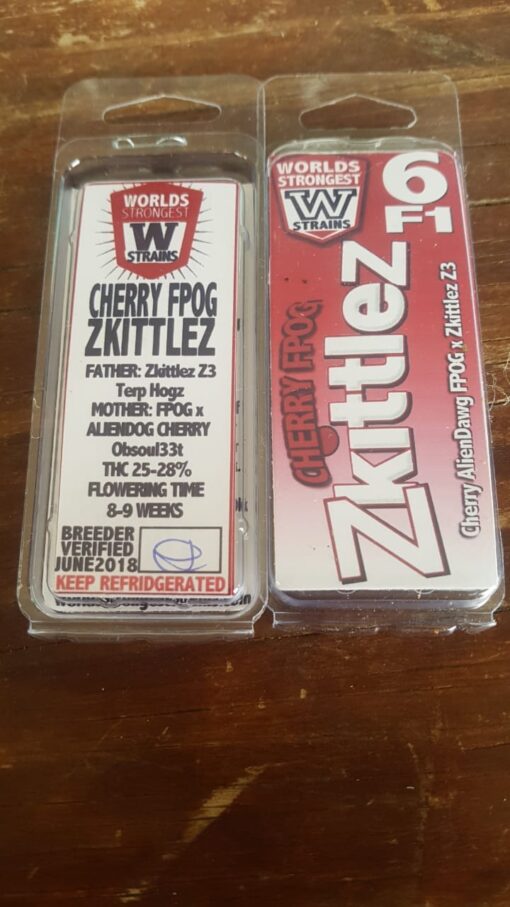 WORLDS
STRONGEST
W
STRAINS
CHERRY FPOG
ZKITTLEZ
FATHER: Zkittlez Z3
Terp Hogz
MOTHER: FPOG x
ALIENDOG CHERRY
Obsoul33t
THC 25-28%
FLOWERING TIME
8-9 WEEKS
BREEDER
VERIFIED
JUNE2018
KEEP REFRIDGERATED
WORLDS
STRONGEST
W
STRAINS
6
F1
CHERRY FPOG
Zkittlez
Cherry AlienDawg FPOG x Zkittlez Z3